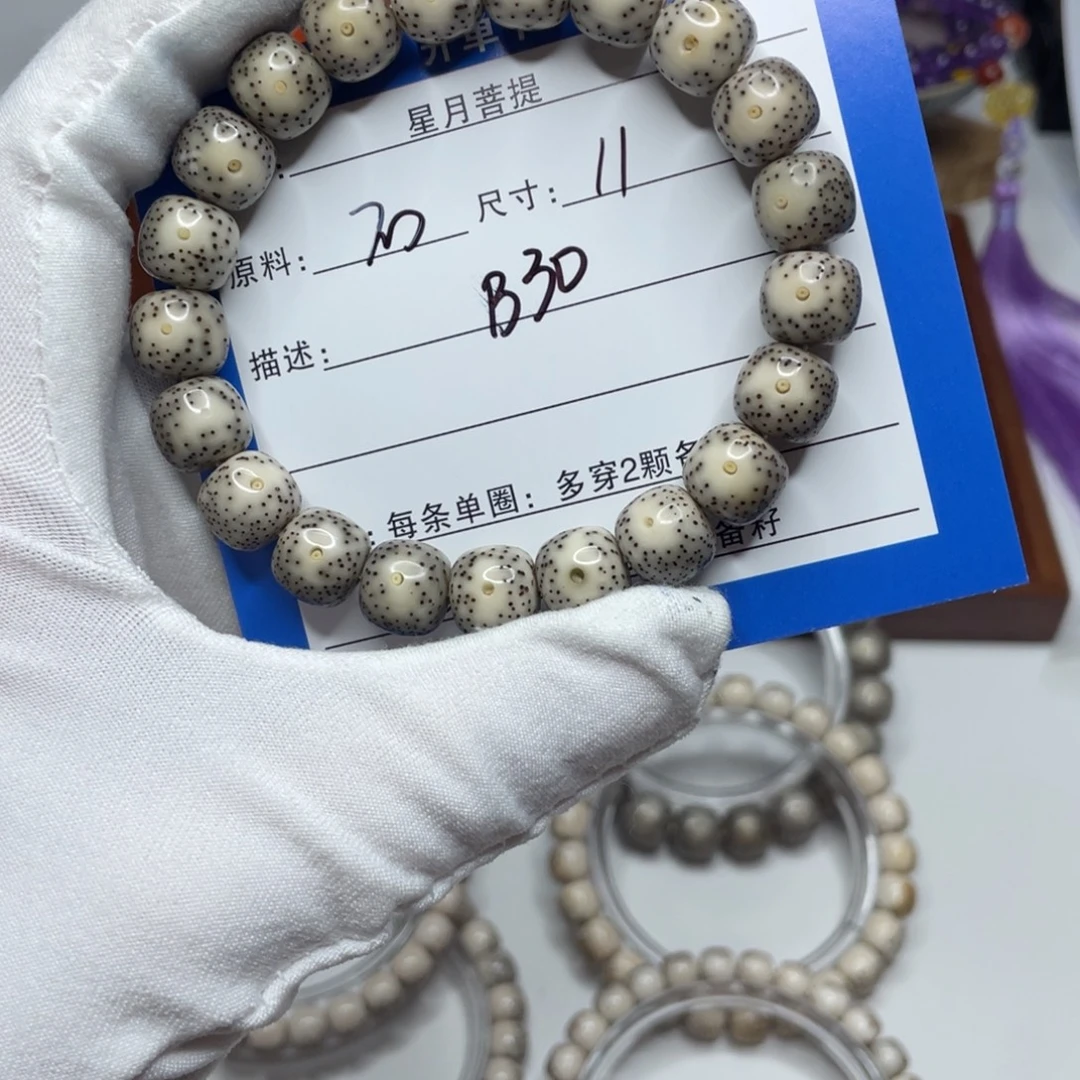 星月菩提
原料: 尺寸: 11
描述: B30
每条单圈: 多穿2颗备
备籽